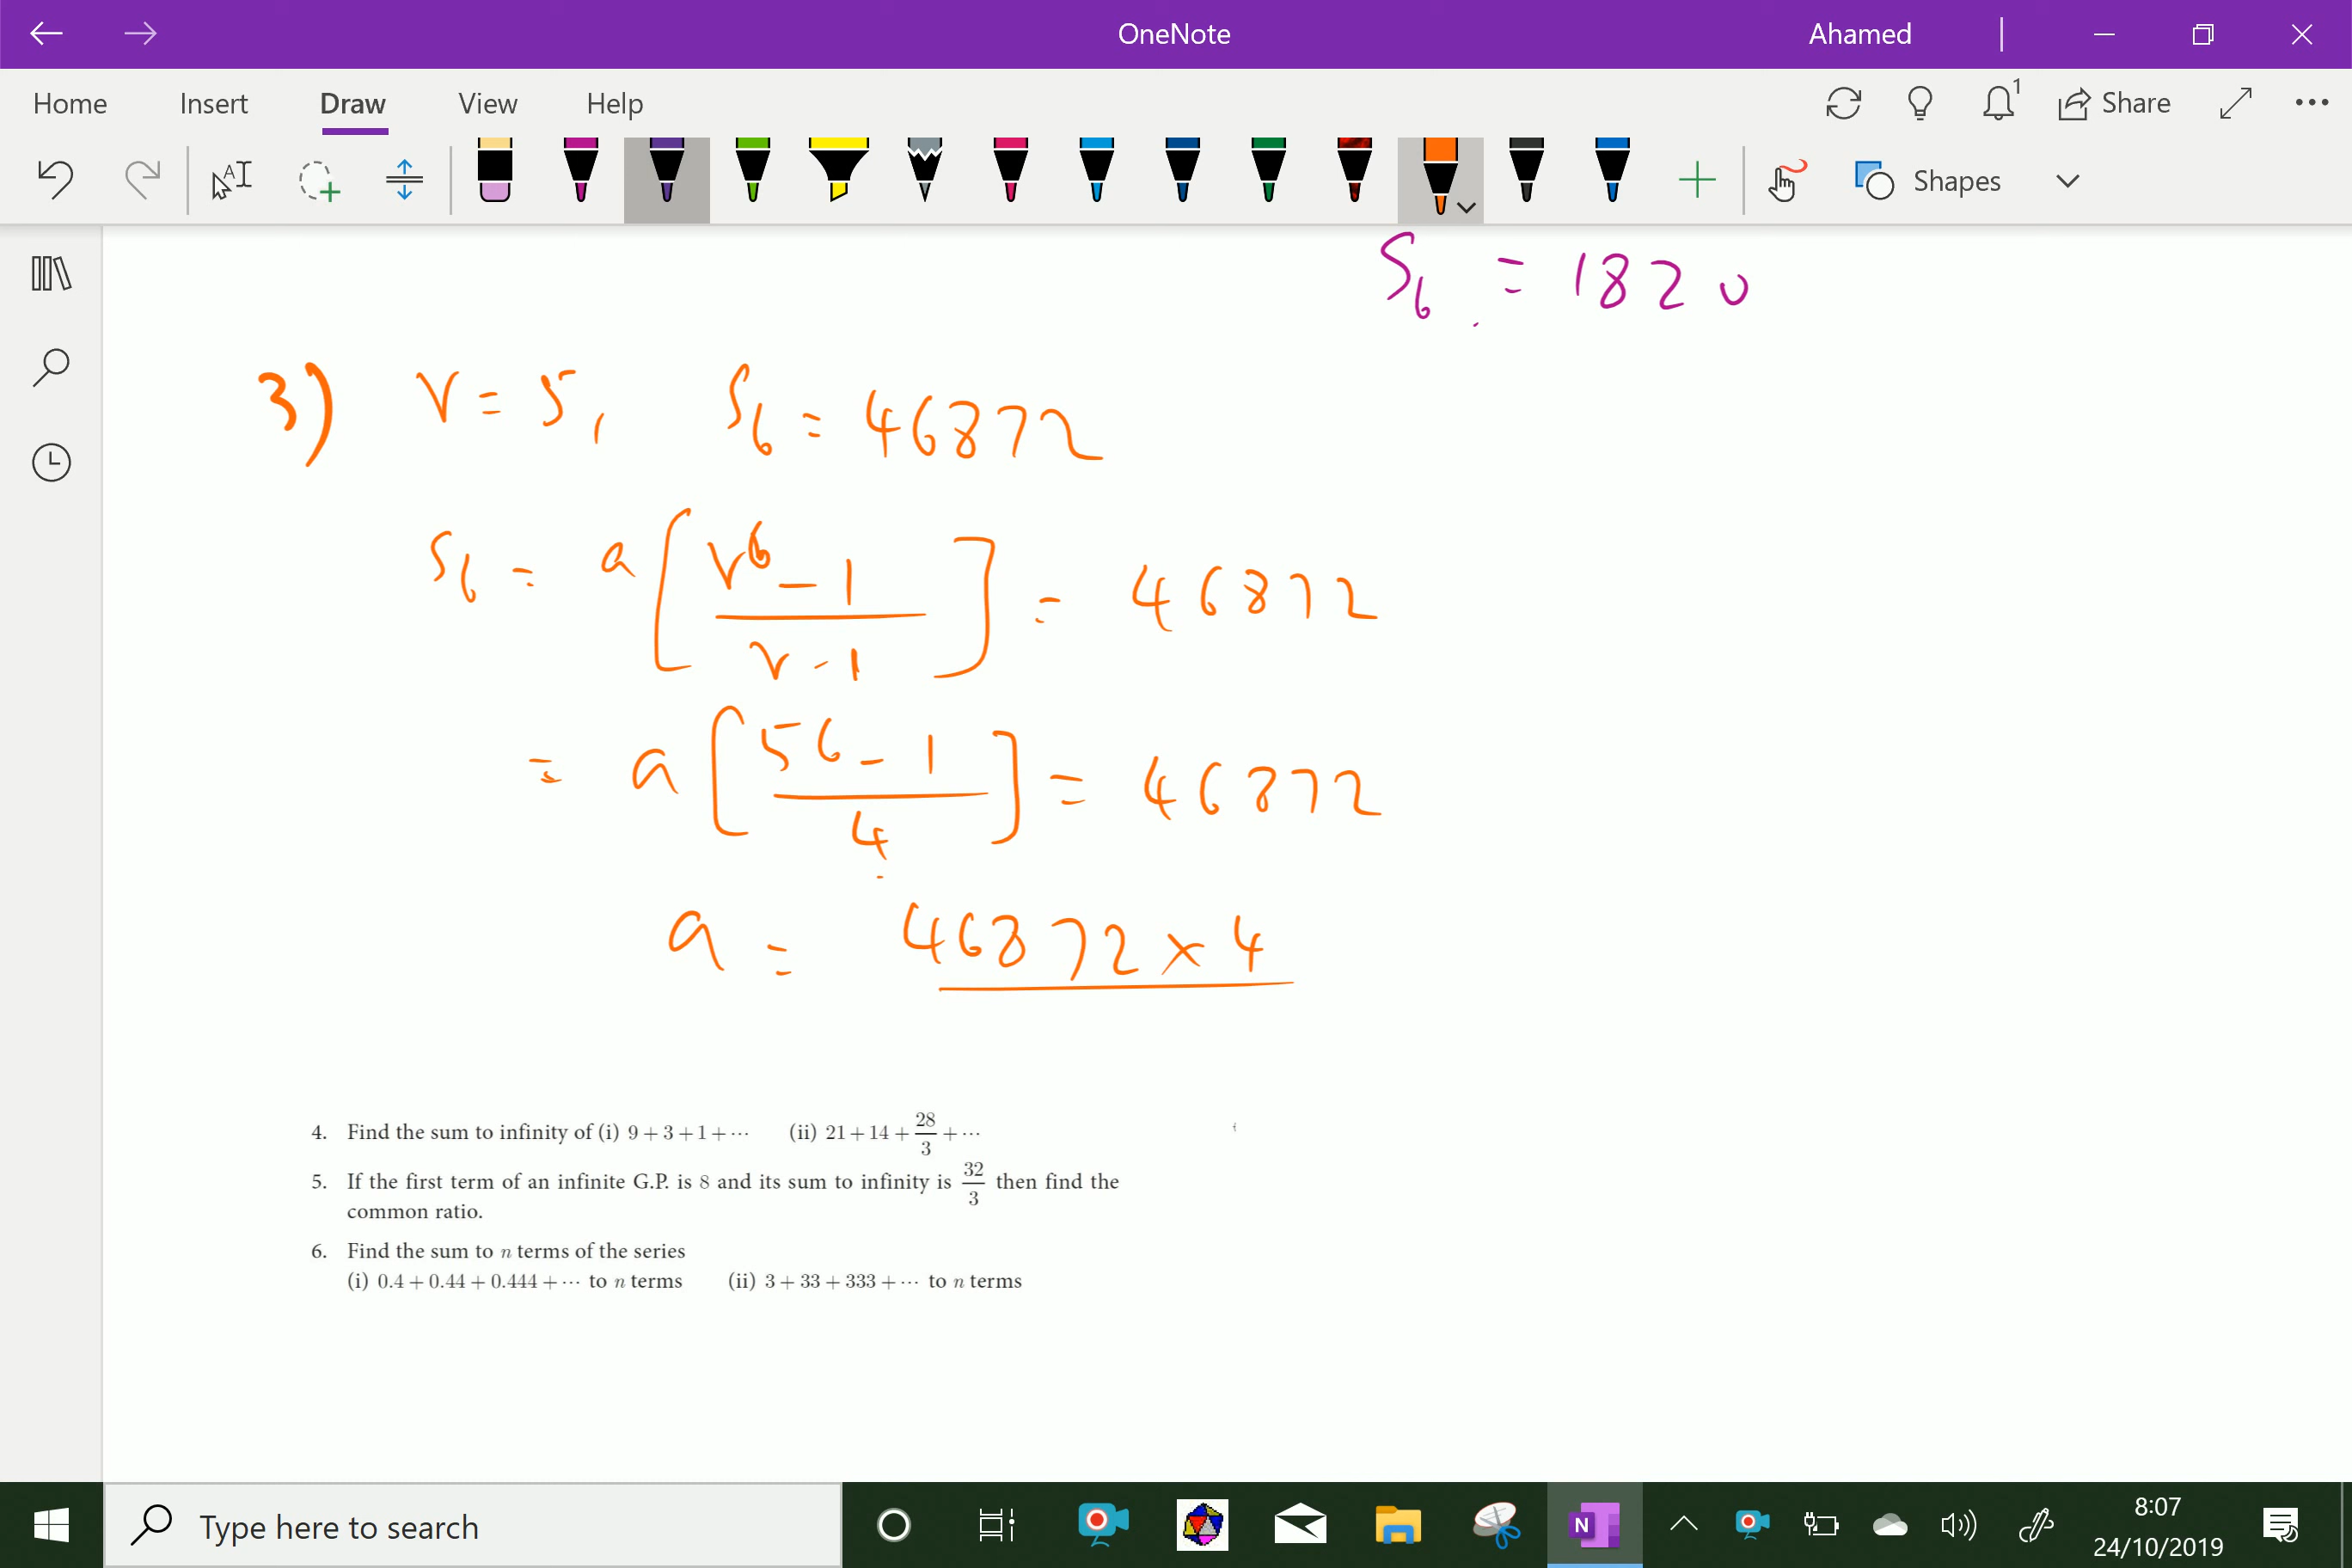 OneNote
Ahamed
Home Insert Draw View Help
1
Share
Shapes
S6 = 1820
3) r = 5, S6 = 46872
S6 = a [ r^6 - 1 / r - 1 ] = 46872
= a [ 5^6 - 1 / 4 ] = 46872
a = 46872 × 4
4. Find the sum to infinity of (i) 9 + 3 + 1 + ⋯ (ii) 21 + 14 + 28/3 + ⋯
5. If the first term of an infinite G.P. is 8 and its sum to infinity is 32/3 then find the
common ratio.
6. Find the sum to n terms of the series
(i) 0.4 + 0.44 + 0.444 + ⋯ to n terms (ii) 3 + 33 + 333 + ⋯ to n terms
Type here to search
N
8:07
24/10/2019